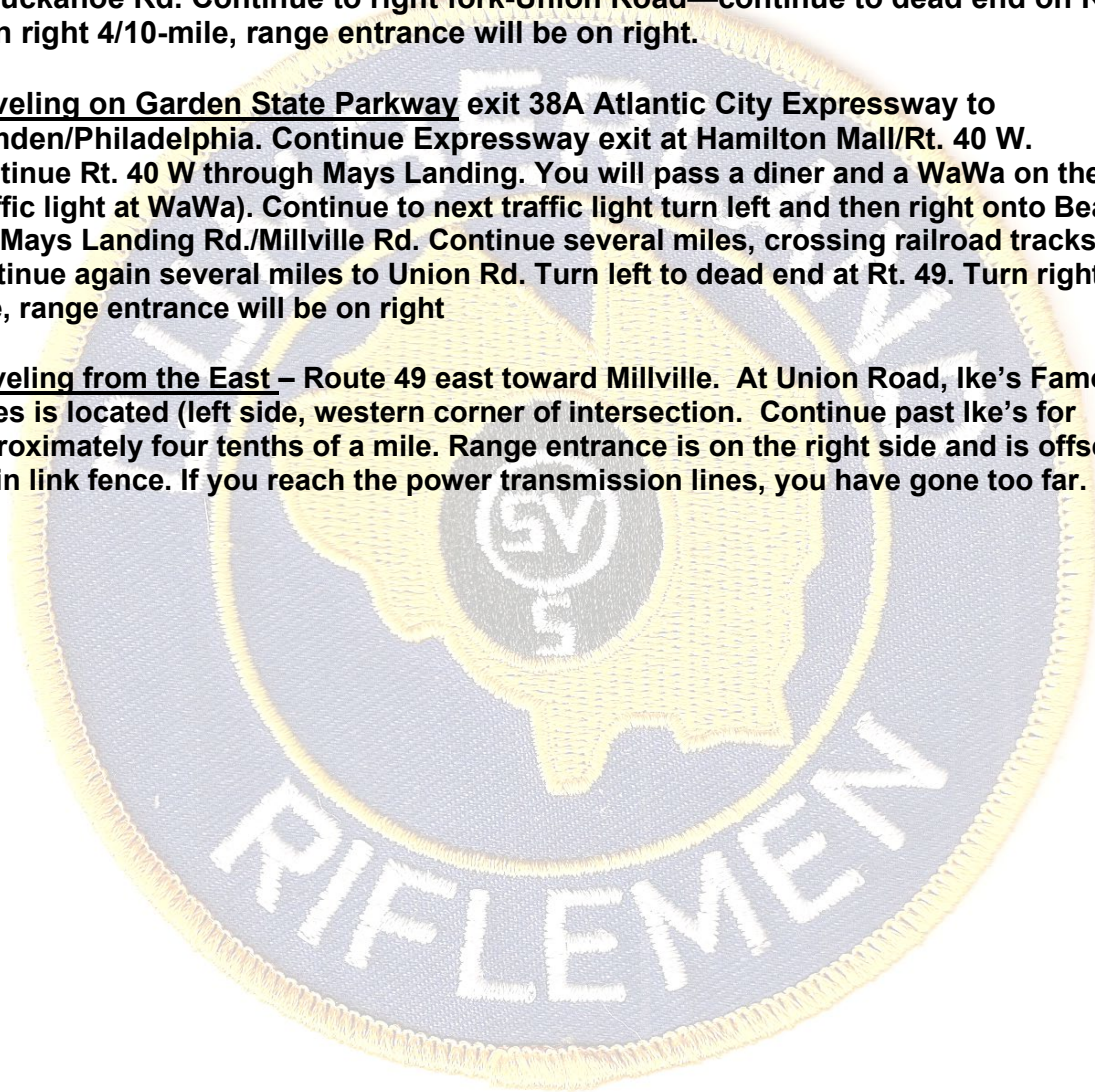 uckahoe Rd. Continue to right fork-Union Road—continue to dead end on R
n right 4/10-mile, range entrance will be on right.
veling on Garden State Parkway exit 38A Atlantic City Expressway to
nden/Philadelphia. Continue Expressway exit at Hamilton Mall/Rt. 40 W.
tinue Rt. 40 W through Mays Landing. You will pass a diner and a WaWa on the
ffic light at WaWa). Continue to next traffic light turn left and then right onto Bea
Mays Landing Rd./Millville Rd. Continue several miles, crossing railroad tracks
tinue again several miles to Union Rd. Turn left to dead end at Rt. 49. Turn right
e, range entrance will be on right
veling from the East – Route 49 east toward Millville. At Union Road, Ike's Fam
es is located (left side, western corner of intersection. Continue past Ike's for
roximately four tenths of a mile. Range entrance is on the right side and is offse
in link fence. If you reach the power transmission lines, you have gone too far.
CUMBERLAND
SV
S
RIFLEMEN